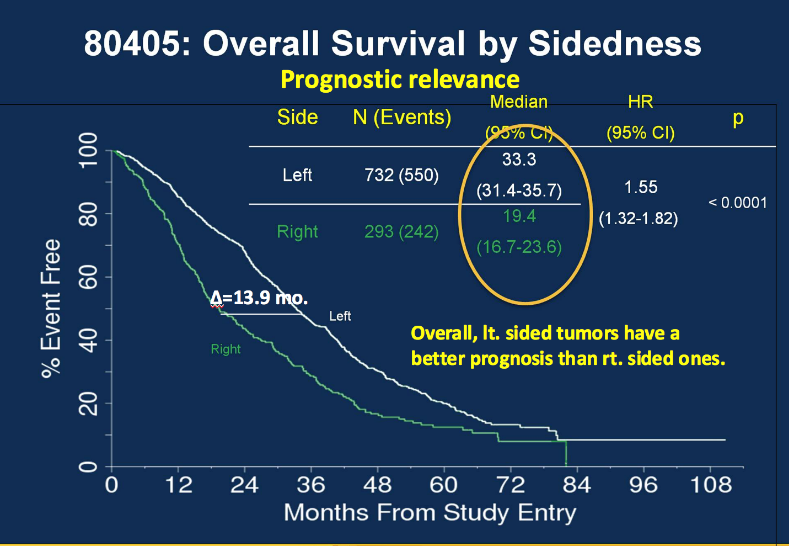 80405: Overall Survival by Sidedness
Prognostic relevance
Side N (Events) Median (95% CI) HR (95% CI) p
Left 732 (550) 33.3 (31.4-35.7) 1.55 (1.32-1.82) < 0.0001
Right 293 (242) 19.4 (16.7-23.6)
% Event Free
100
80
60
40
20
0
Δ=13.9 mo.
Left
Right
Overall, lt. sided tumors have a
better prognosis than rt. sided ones.
0 12 24 36 48 60 72 84 96 108
Months From Study Entry